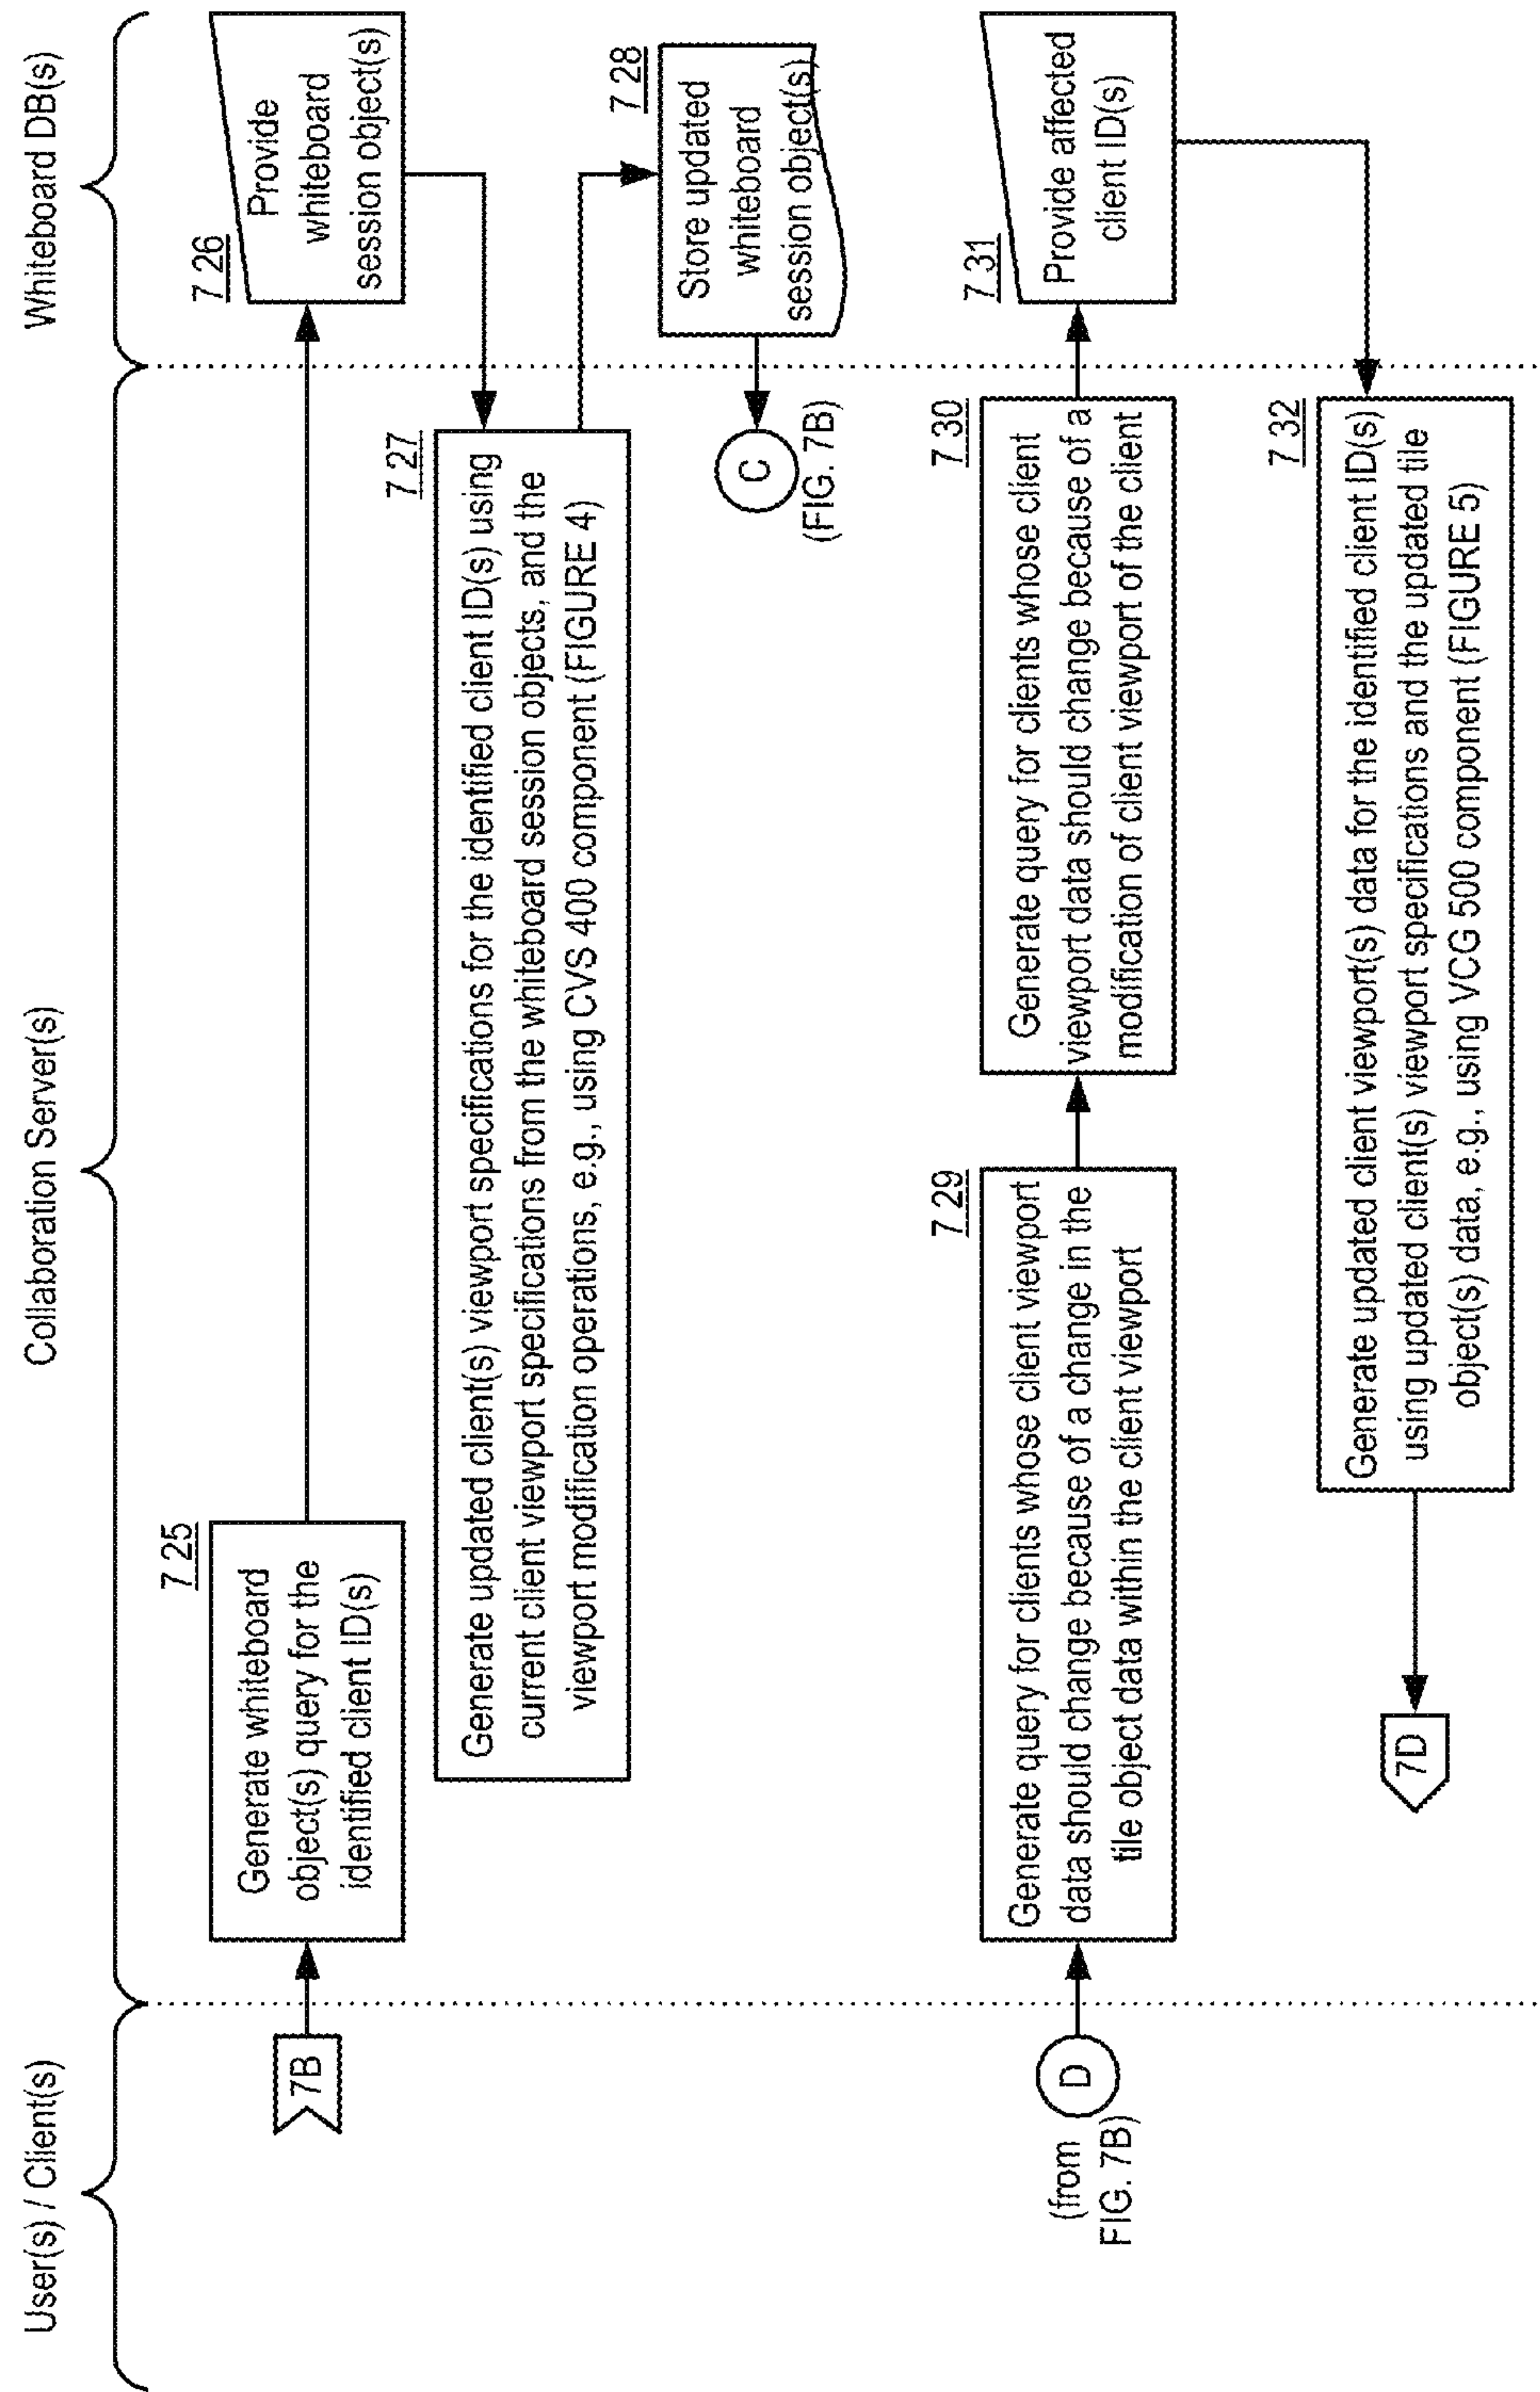 User(s) / Client(s)
Collaboration Server(s)
Whiteboard DB(s)
7B
7.25
Generate whiteboard
object(s) query for the
identified client ID(s)
7.26
Provide
whiteboard
session object(s)
7.27
Generate updated client(s) viewport specifications for the identified client ID(s) using
current client viewport specifications from the whiteboard session objects, and the
viewport modification operations, e.g., using CVS 400 component (FIGURE 4)
7.28
Store updated
whiteboard
session object(s)
C
(FIG. 7B)
D
(from
FIG. 7B)
7.29
Generate query for clients whose client viewport
data should change because of a change in the
tile object data within the client viewport
7.30
Generate query for clients whose client
viewport data should change because of a
modification of client viewport of the client
7.31
Provide affected
client ID(s)
7.32
Generate updated client viewport(s) data for the identified client ID(s)
using updated client(s) viewport specifications and the updated tile
object(s) data, e.g., using VCG 500 component (FIGURE 5)
7D